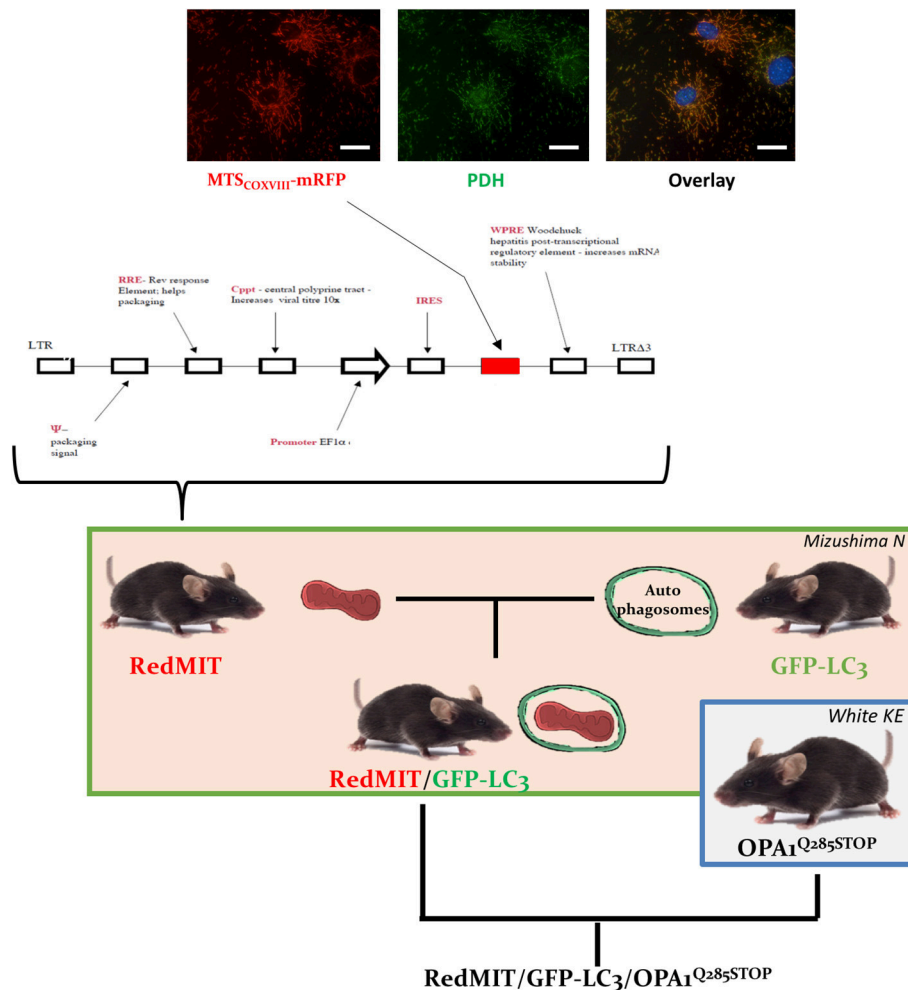 MTSCOXVIII-mRFP
PDH
Overlay
WPRE Woodchuck
hepatitis post-transcriptional
regulatory element - increases mRNA
stability
RRE- Rev response
Element; helps
packaging
Cppt - central polyprine tract -
Increases viral titre 10x
IRES
LTR
LTRΔ3
Ψ–
packaging
signal
Promoter EF1α
Mizushima N
Auto
phagosomes
RedMIT
GFP-LC3
White KE
RedMIT/GFP-LC3
OPA1Q285STOP
RedMIT/GFP-LC3/OPA1Q285STOP